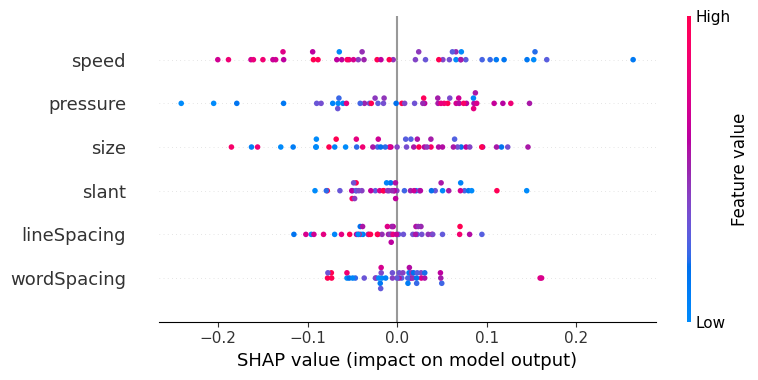 High
speed
pressure
size
slant
lineSpacing
wordSpacing
Feature value
Low
−0.2 −0.1 0.0 0.1 0.2
SHAP value (impact on model output)